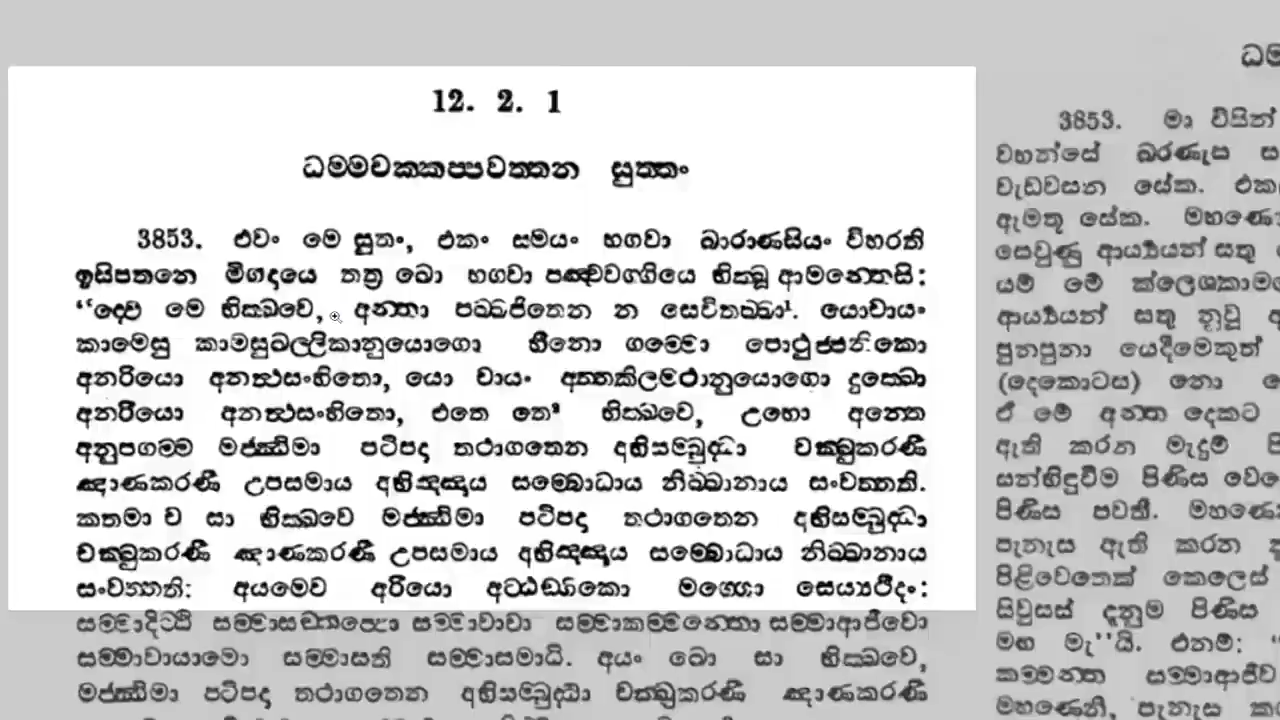 12. 2. 1
ධම්මචක්කප්පවත්තන සුත්තං
3853. එවං මෙ සුතං, එකං සමයං භගවා බාරාණසියං විහරති
ඉසිපතනෙ මිගදායෙ තත්‍ර ඛො භගවා පඤ්චවග්ගියෙ භික්ඛූ ආමන්තෙසි:
“ද්වෙ මෙ භික්ඛවෙ, අන්තා පබ්බජිතෙන න සෙවිතබ්බා¹. යොචායං
කාමෙසු කාමසුඛල්ලිකානුයොගො හීනො ගම්මො පොථුජ්ජනිකො
අනරියො අනත්ථසංහිතො, යො චායං අත්තකිලමථානුයොගො දුක්ඛො
අනරියො අනත්ථසංහිතො, එතෙ තෙ² භික්ඛවෙ, උභො අන්තෙ
අනුපගම්ම මජ්ඣිමා පටිපදා තථාගතෙන අභිසම්බුද්ධා චක්ඛුකරණී
ඤාණකරණී උපසමාය අභිඤ්ඤාය සම්බොධාය නිබ්බානාය සංවත්තති.
කතමා ච සා භික්ඛවෙ මජ්ඣිමා පටිපදා තථාගතෙන අභිසම්බුද්ධා
චක්ඛුකරණී ඤාණකරණී උපසමාය අභිඤ්ඤාය සම්බොධාය නිබ්බානාය
සංවත්තති: අයමෙව අරියො අට්ඨඞ්ගිකො මග්ගො සෙය්‍යථීදං:
සම්මාදිට්ඨි සම්මාසඞ්කප්පො සම්මාවාචා සම්මාකම්මන්තො සම්මාආජීවො
සම්මාවායාමො සම්මාසති සම්මාසමාධි. අයං ඛො සා භික්ඛවෙ,
මජ්ඣිමා පටිපදා තථාගතෙන අභිසම්බුද්ධා චක්ඛුකරණී ඤාණකරණී
3853. මා විසින්
වහන්සේ බරණැස
වැඩවසන සේක.
ඇමතූ සේක.
සෙවුණු ආර්‍ය්‍යයන් සතු
යම් මේ
ආර්‍ය්‍යයන් සතු නුවූ
පුනපුනා යෙදීමෙකුත්
(දෙකොටස) නො
ඒ මේ අන්ත දෙකට
ඇති කරන මැදුම්
සන්හිඳුවීම පිණිස
පිණිස පවතී.
පැනැස ඇති කරන
පිළිවෙතෙක් කෙලෙස්
සිවුසස් දැනුම පිණිස
මඟ මැ”යි. එනම්:
කම්මන්ත සම්මාආජීව
මහණෙනි, පැනැස